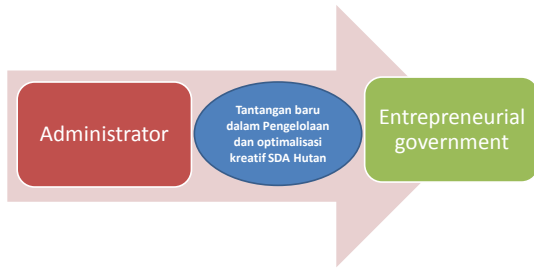 Administrator
Tantangan baru
dalam Pengelolaan
dan optimalisasi
kreatif SDA Hutan
Entrepreneurial
government